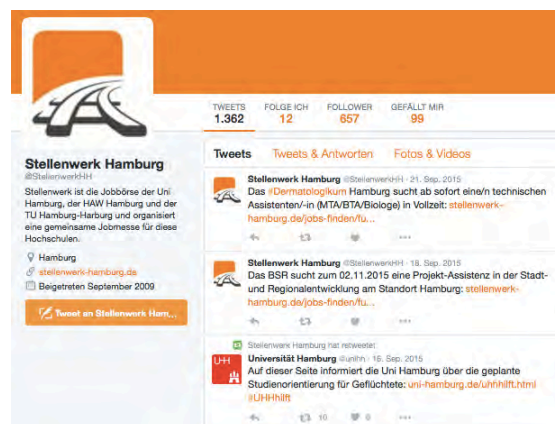 TWEETS FOLGE ICH FOLLOWER GEFÄLLT MIR
1.362 12 657 99
Stellenwerk Hamburg
@StellenwerkHH
Stellenwerk ist die Jobbörse der Uni
Hamburg, der HAW Hamburg und der
TU Hamburg-Harburg und organisiert
eine gemeinsame Jobmesse für diese
Hochschulen.
Hamburg
stellenwerk-hamburg.de
Beigetreten September 2009
Tweet an Stellenwerk Ham...
Tweets Tweets & Antworten Fotos & Videos
Stellenwerk Hamburg @StellenwerkHH · 21. Sep. 2015
Das #Dermatologikum Hamburg sucht ab sofort eine/n technischen
Assistenten/-in (MTA/BTA/Biologe) in Vollzeit: stellenwerk-
hamburg.de/jobs-finden/fu...
Stellenwerk Hamburg @StellenwerkHH · 18. Sep. 2015
Das BSR sucht zum 02.11.2015 eine Projekt-Assistenz in der Stadt-
und Regionalentwicklung am Standort Hamburg: stellenwerk-
hamburg.de/jobs-finden/fu...
Stellenwerk Hamburg hat retweetet
UHH
Universität Hamburg @unihh · 16. Sep. 2015
Auf dieser Seite informiert die Uni Hamburg über die geplante
Studienorientierung für Geflüchtete: uni-hamburg.de/uhhhilft.html
#UHHhilft
10 6